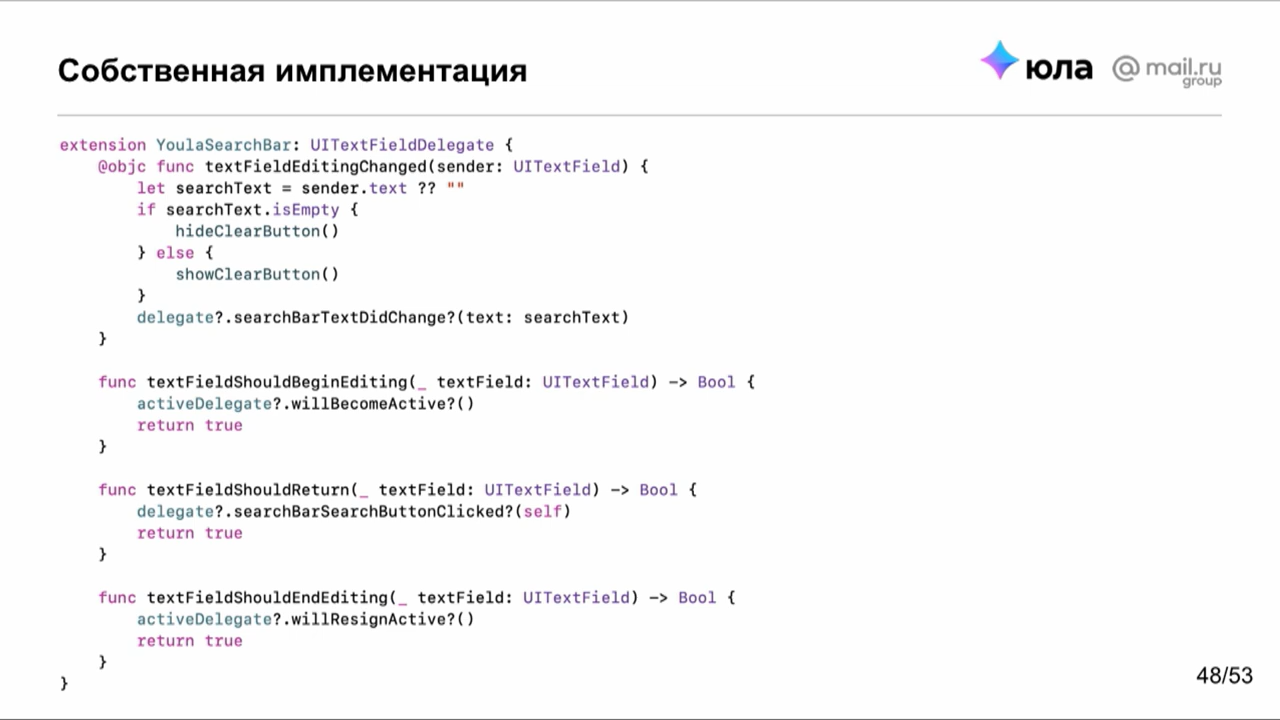 Собственная имплементация
юла @mail.ru group
extension YoulaSearchBar: UITextFieldDelegate {
    @objc func textFieldEditingChanged(sender: UITextField) {
        let searchText = sender.text ?? ""
        if searchText.isEmpty {
            hideClearButton()
        } else {
            showClearButton()
        }
        delegate?.searchBarTextDidChange?(text: searchText)
    }
    func textFieldShouldBeginEditing(_ textField: UITextField) -> Bool {
        activeDelegate?.willBecomeActive?()
        return true
    }
    func textFieldShouldReturn(_ textField: UITextField) -> Bool {
        delegate?.searchBarSearchButtonClicked?(self)
        return true
    }
    func textFieldShouldEndEditing(_ textField: UITextField) -> Bool {
        activeDelegate?.willResignActive?()
        return true
    }
}
48/53